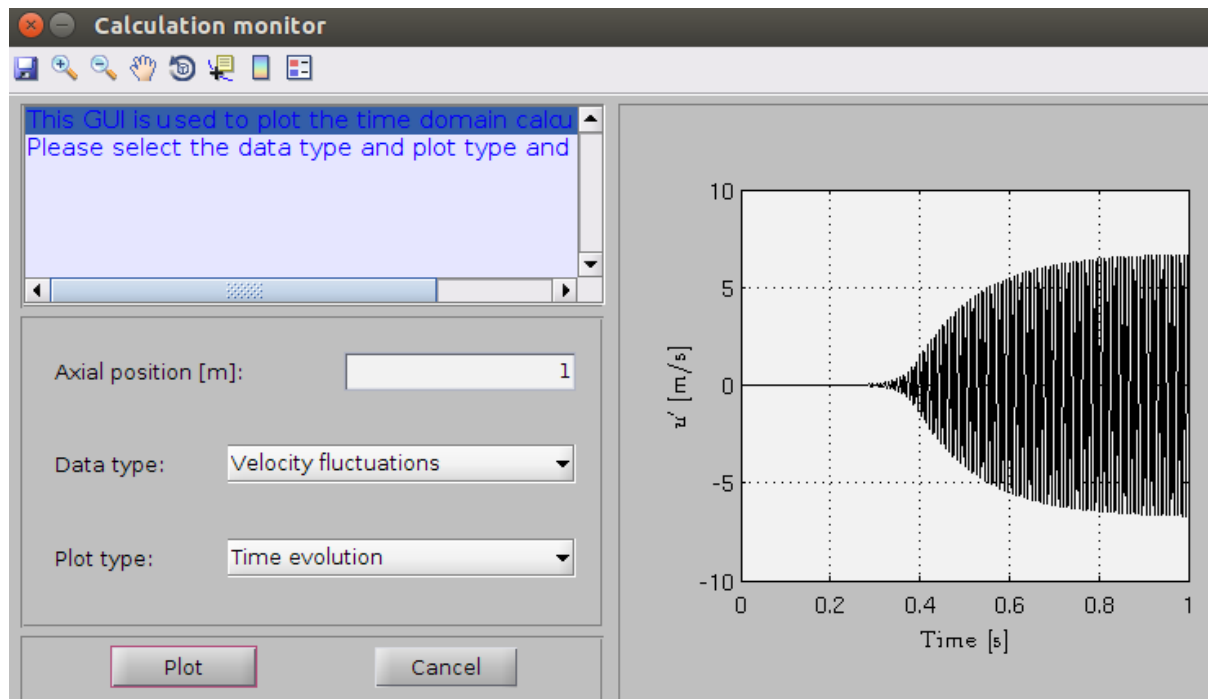 Calculation monitor
This GUI is used to plot the time domain calcu
Please select the data type and plot type and
Axial position [m]: 1
Data type: Velocity fluctuations
Plot type: Time evolution
Plot Cancel
10
5
0
-5
-10
u' [m/s]
0 0.2 0.4 0.6 0.8 1
Time [s]